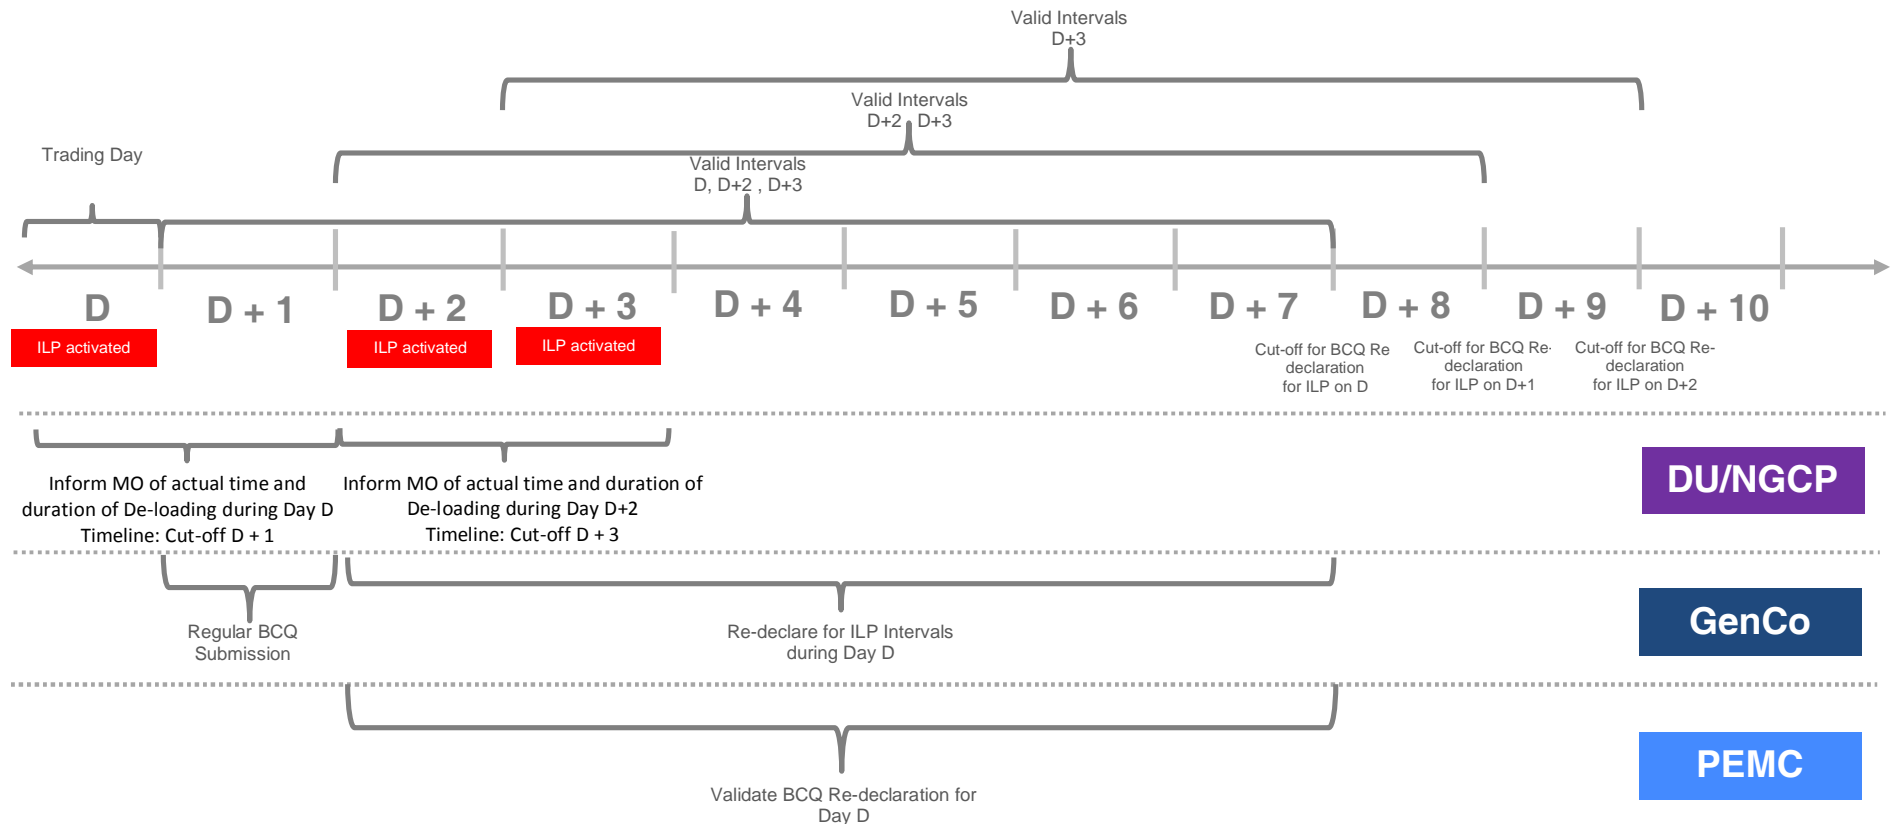 Valid Intervals
D+3
Valid Intervals
D+2 , D+3
Trading Day
Valid Intervals
D, D+2 , D+3
D
D + 1
D + 2
D + 3
D + 4
D + 5
D + 6
D + 7
D + 8
D + 9
D + 10
ILP activated
ILP activated
ILP activated
Cut-off for BCQ Re
declaration
for ILP on D
Cut-off for BCQ Re-
declaration
for ILP on D+1
Cut-off for BCQ Re-
declaration
for ILP on D+2
Inform MO of actual time and
duration of De-loading during Day D
Timeline: Cut-off D + 1
Inform MO of actual time and duration of
De-loading during Day D+2
Timeline: Cut-off D + 3
DU/NGCP
Regular BCQ
Submission
Re-declare for ILP Intervals
during Day D
GenCo
Validate BCQ Re-declaration for
Day D
PEMC